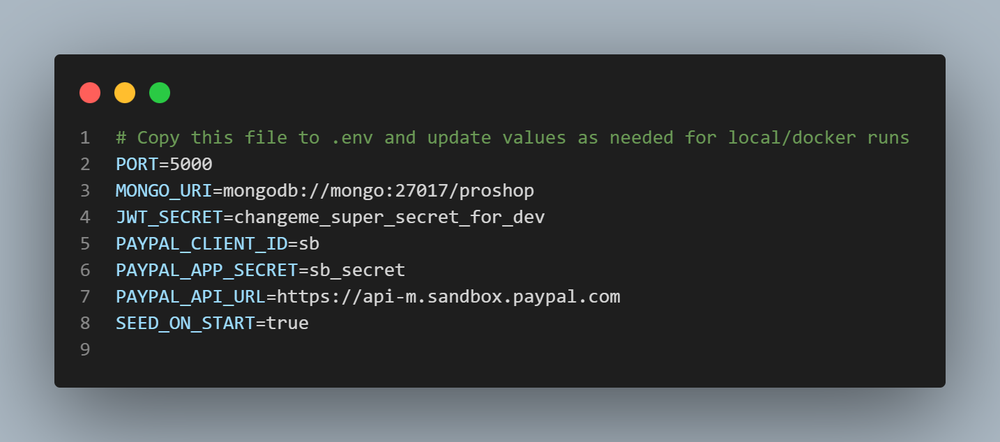 1 # Copy this file to .env and update values as needed for local/docker runs
2 PORT=5000
3 MONGO_URI=mongodb://mongo:27017/proshop
4 JWT_SECRET=changeme_super_secret_for_dev
5 PAYPAL_CLIENT_ID=sb
6 PAYPAL_APP_SECRET=sb_secret
7 PAYPAL_API_URL=https://api-m.sandbox.paypal.com
8 SEED_ON_START=true
9